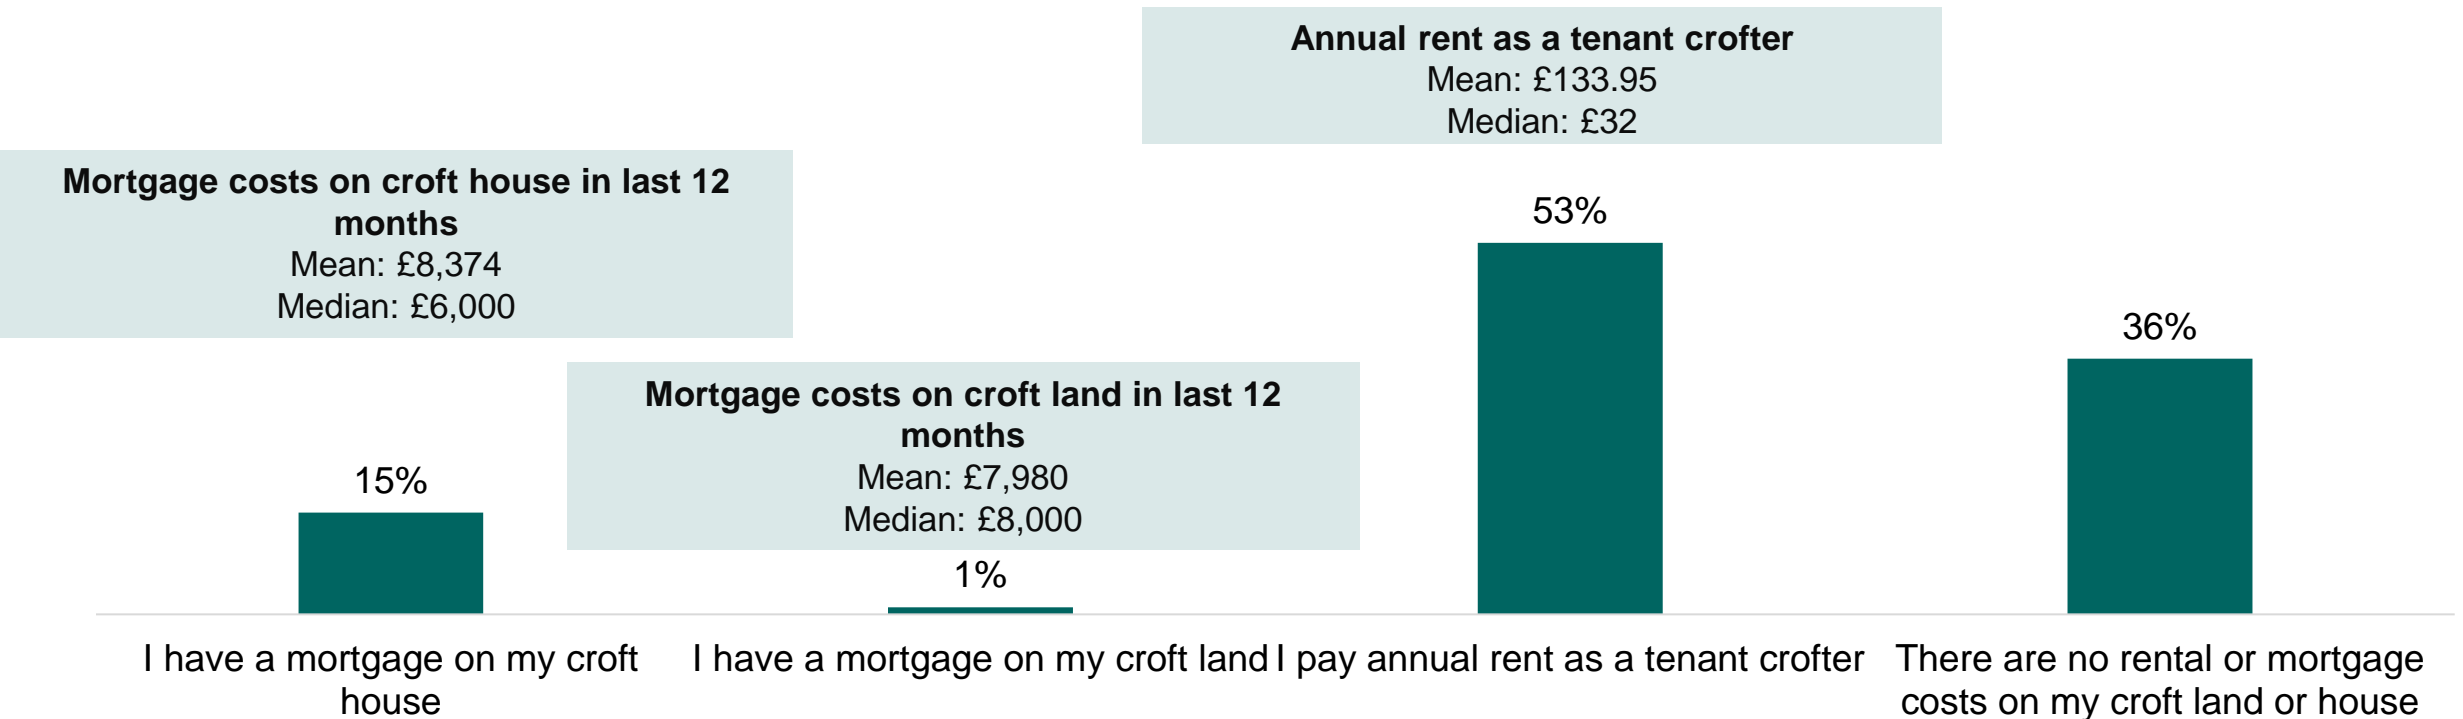 Annual rent as a tenant crofter
Mean: £133.95
Median: £32
Mortgage costs on croft house in last 12
months
Mean: £8,374
Median: £6,000
53%
36%
Mortgage costs on croft land in last 12
months
Mean: £7,980
Median: £8,000
15%
1%
I have a mortgage on my croft
house
I have a mortgage on my croft land
I pay annual rent as a tenant crofter
There are no rental or mortgage
costs on my croft land or house